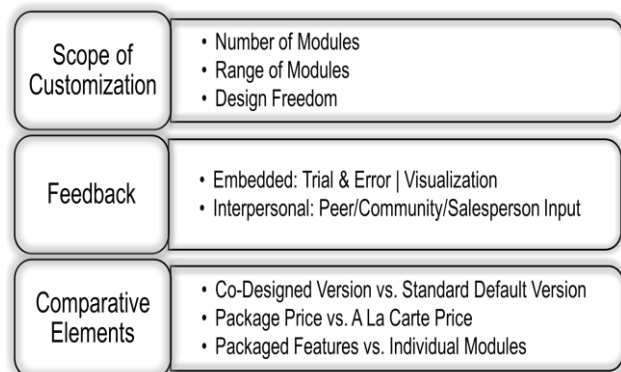 Scope of
Customization
• Number of Modules
• Range of Modules
• Design Freedom
Feedback
• Embedded: Trial & Error | Visualization
• Interpersonal: Peer/Community/Salesperson Input
Comparative
Elements
• Co-Designed Version vs. Standard Default Version
• Package Price vs. A La Carte Price
• Packaged Features vs. Individual Modules